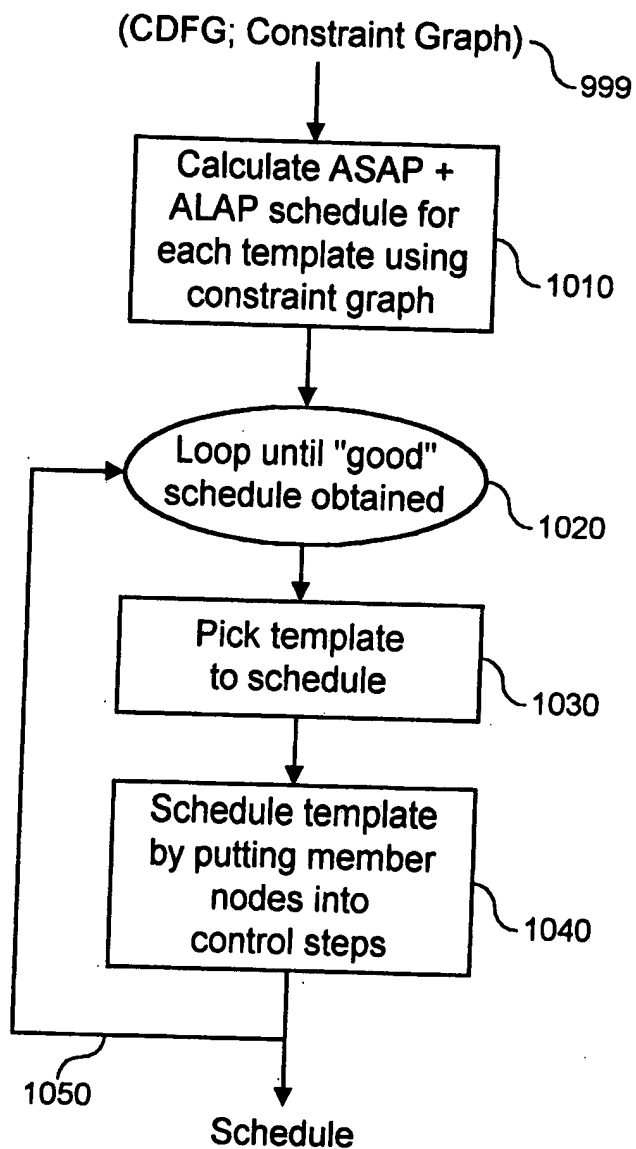 (CDFG; Constraint Graph)
999
Calculate ASAP +
ALAP schedule for
each template using
constraint graph
1010
Loop until "good"
schedule obtained
1020
Pick template
to schedule
1030
Schedule template
by putting member
nodes into
control steps
1040
1050
Schedule